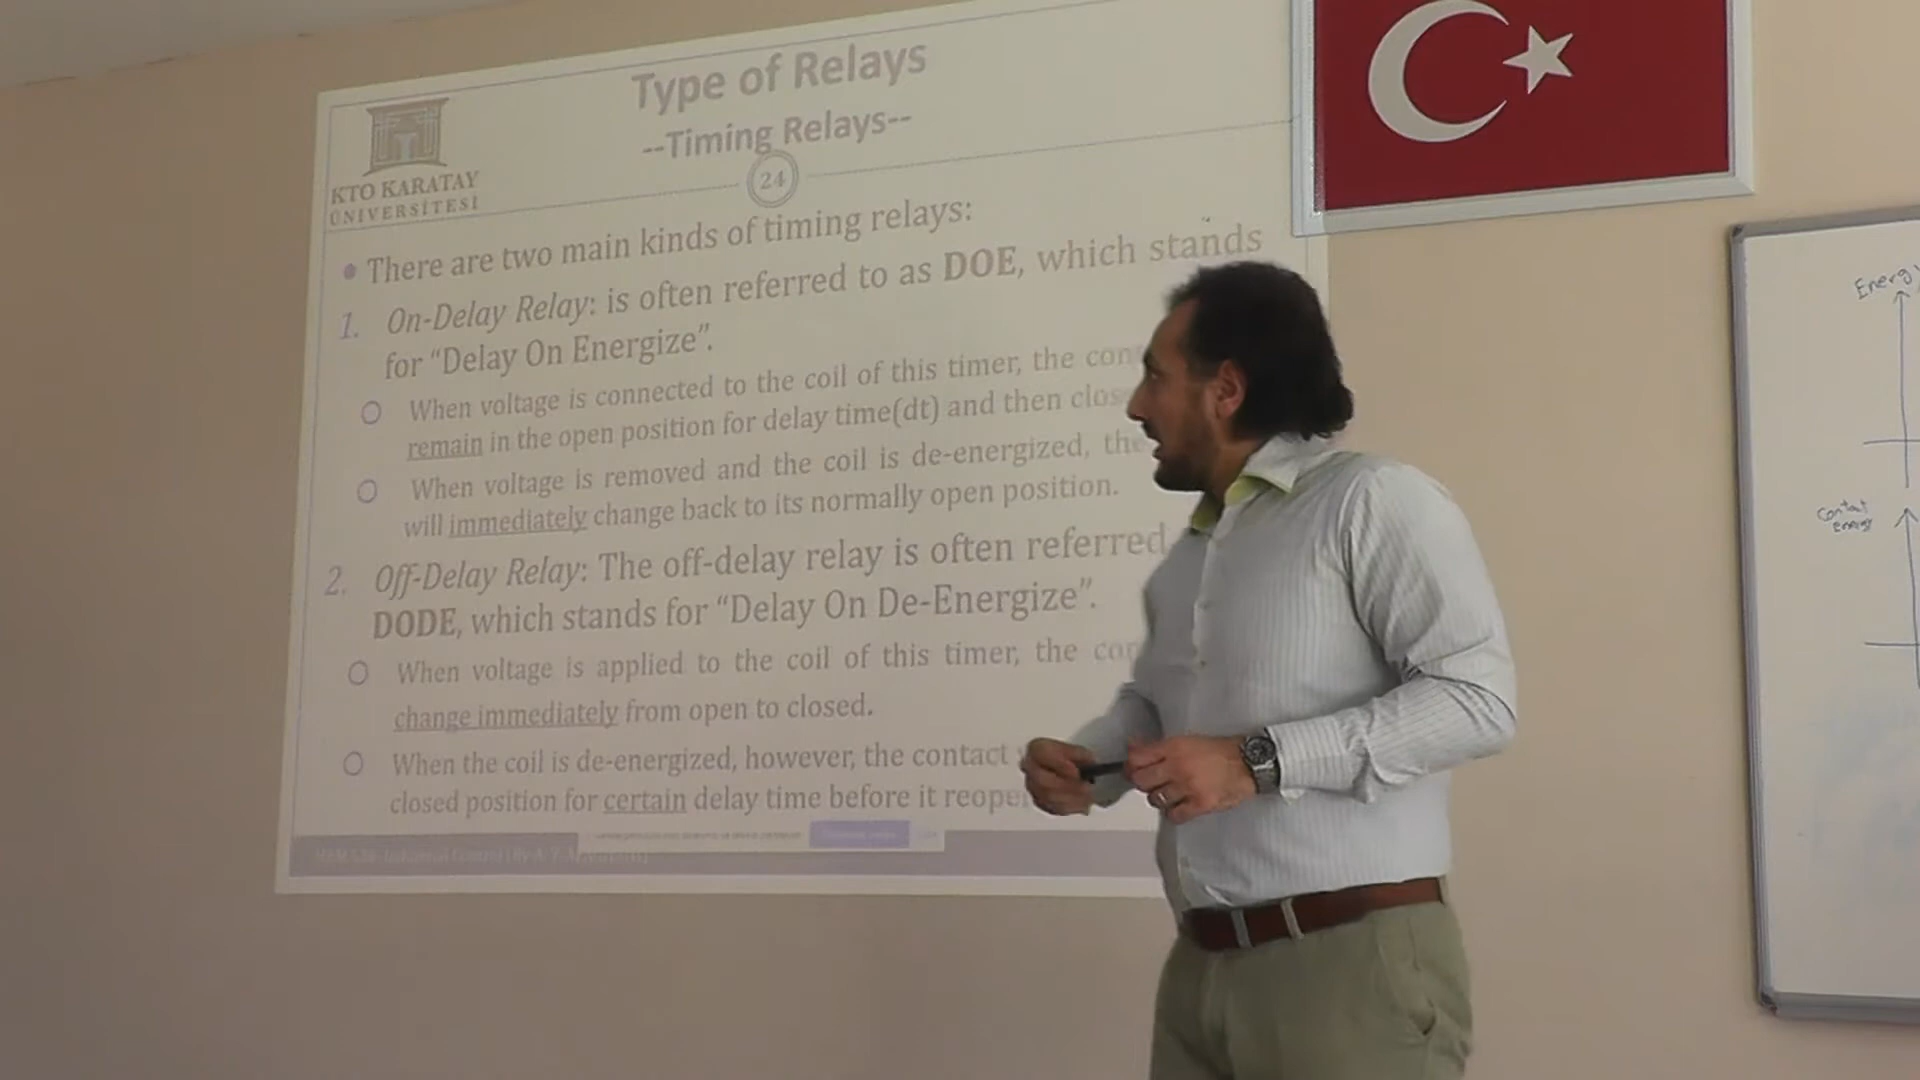 Type of Relays
--Timing Relays--
24
KTO KARATAY
ÜNİVERSİTESİ
• There are two main kinds of timing relays:
1. On-Delay Relay: is often referred to as DOE, which stands
for “Delay On Energize”.
When voltage is connected to the coil of this timer, the
remain in the open position for delay time(dt) and then
When voltage is removed and the coil is de-energized,
will immediately change back to its normally open position.
2. Off-Delay Relay: The off-delay relay is often referred
DODE, which stands for “Delay On De-Energize”.
When voltage is applied to the coil of this timer, the
change immediately from open to closed.
When the coil is de-energized, however, the contact
closed position for certain delay time before it
Energy
Contact
Energy